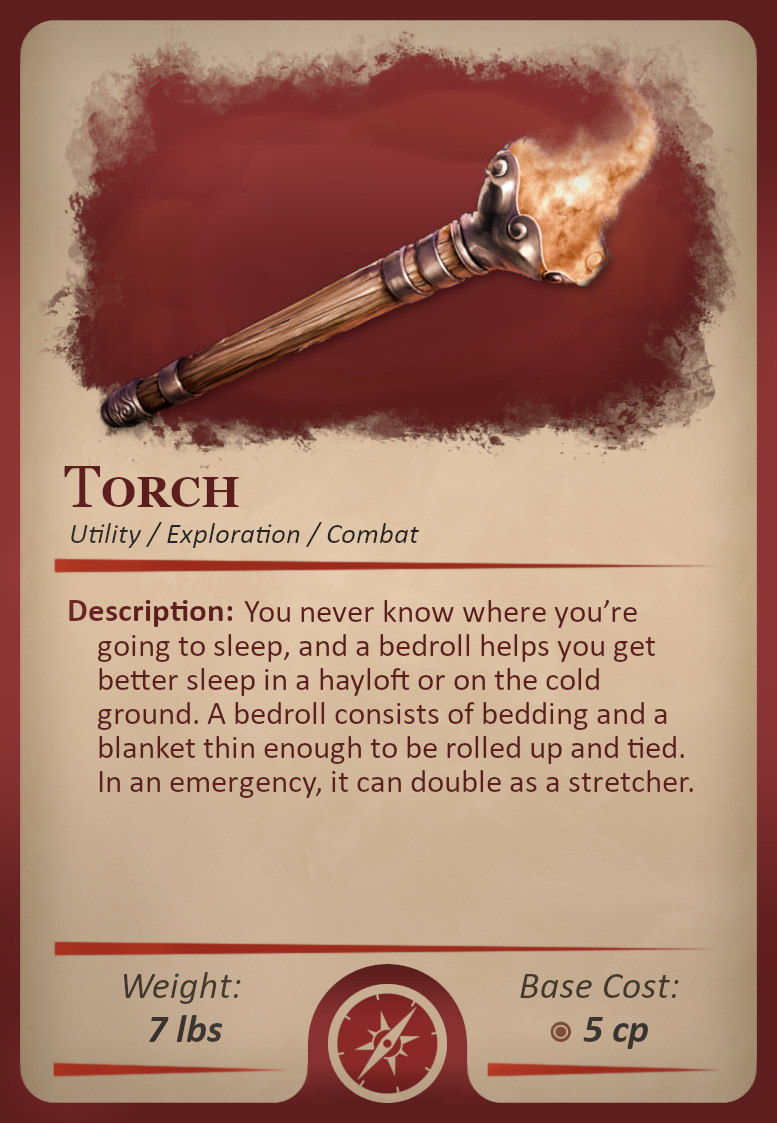 Torch
Utility / Exploration / Combat
Description: You never know where you’re
going to sleep, and a bedroll helps you get
better sleep in a hayloft or on the cold
ground. A bedroll consists of bedding and a
blanket thin enough to be rolled up and tied.
In an emergency, it can double as a stretcher.
Weight:
7 lbs
Base Cost:
5 cp